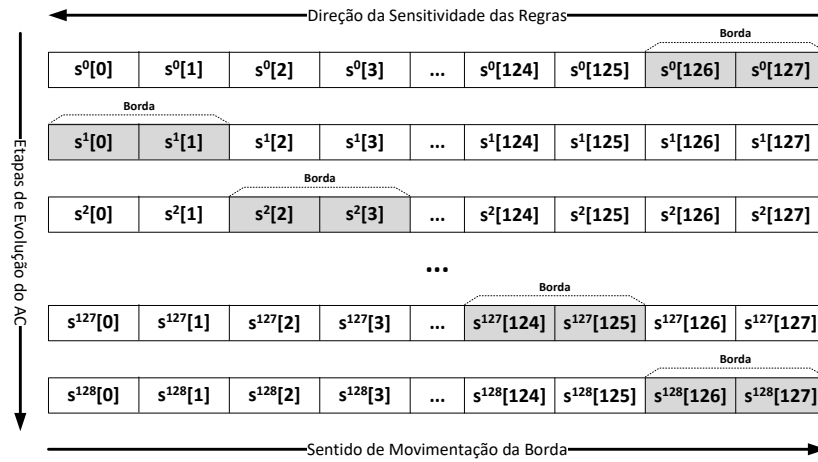 Direção da Sensitividade das Regras
Borda
s⁰[0] s⁰[1] s⁰[2] s⁰[3] ... s⁰[124] s⁰[125] s⁰[126] s⁰[127]
Borda
s¹[0] s¹[1] s¹[2] s¹[3] ... s¹[124] s¹[125] s¹[126] s¹[127]
Borda
s²[0] s²[1] s²[2] s²[3] ... s²[124] s²[125] s²[126] s²[127]
...
Borda
s¹²⁷[0] s¹²⁷[1] s¹²⁷[2] s¹²⁷[3] ... s¹²⁷[124] s¹²⁷[125] s¹²⁷[126] s¹²⁷[127]
Borda
s¹²⁸[0] s¹²⁸[1] s¹²⁸[2] s¹²⁸[3] ... s¹²⁸[124] s¹²⁸[125] s¹²⁸[126] s¹²⁸[127]
Sentido de Movimentação da Borda
Etapas de Evolução do AC